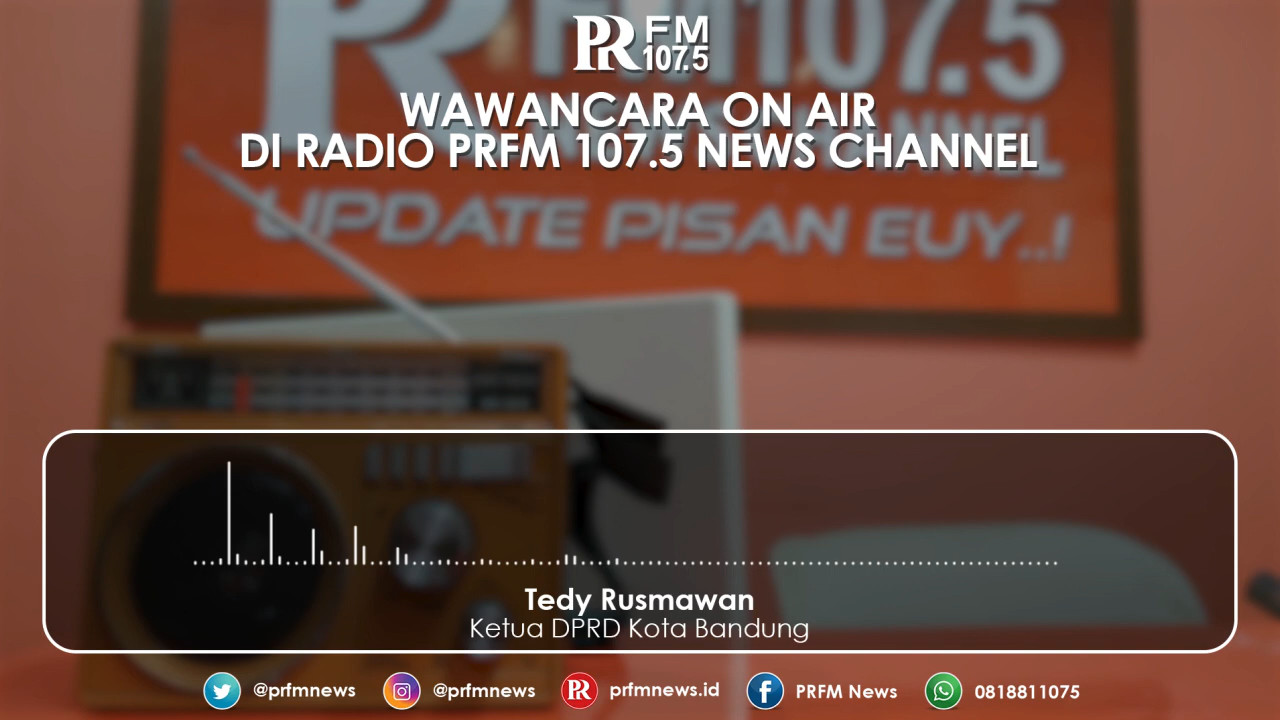 PR FM 107.5
WAWANCARA ON AIR
DI RADIO PRFM 107.5 NEWS CHANNEL
UPDATE PISAN EUY..!
Tedy Rusmawan
Ketua DPRD Kota Bandung
@prfmnews @prfmnews PR prfmnews.id PRFM News 0818811075